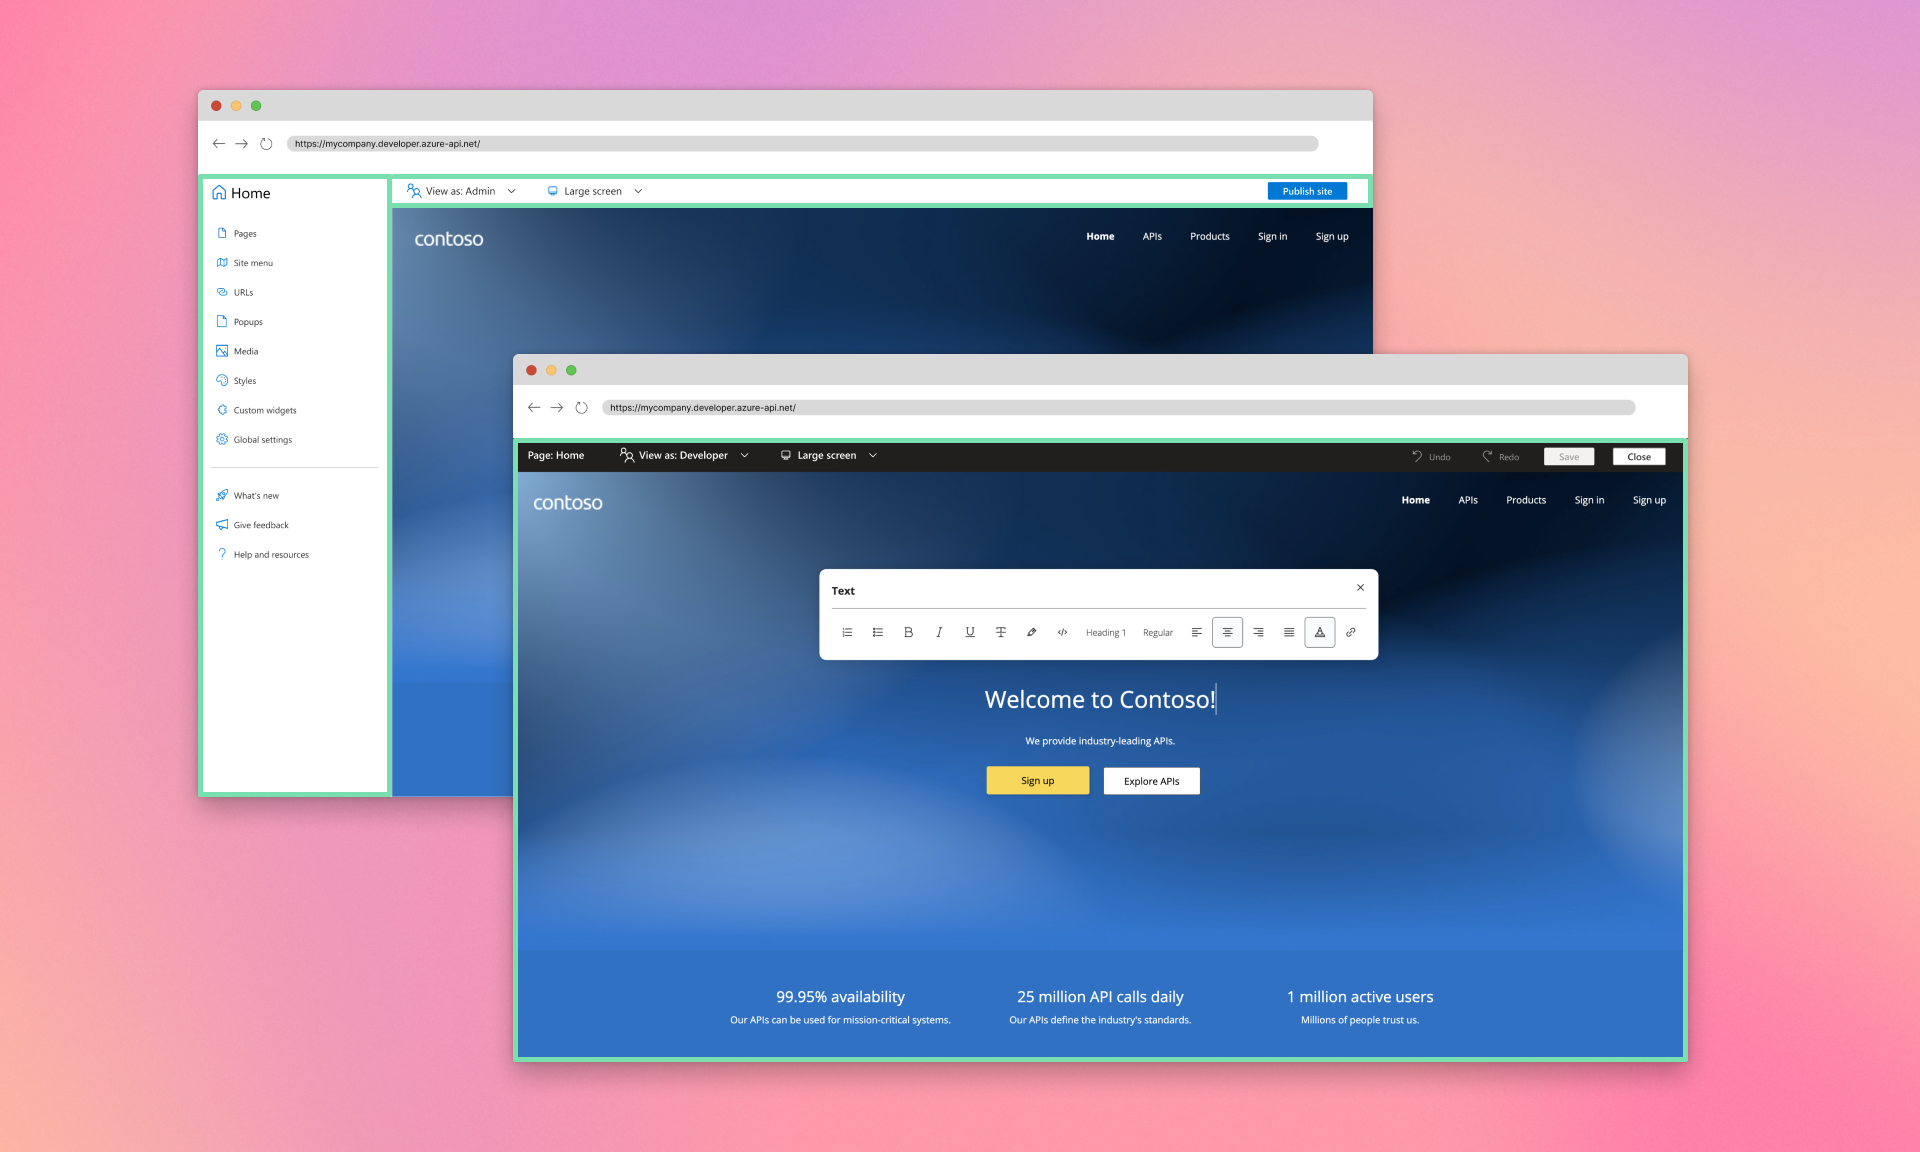 https://mycompany.developer.azure-api.net/
Home
View as: Admin
Large screen
Publish site
Pages
Site menu
URLs
Popups
Media
Styles
Custom widgets
Global settings
What's new
Give feedback
Help and resources
contoso
Home APIs Products Sign in Sign up
https://mycompany.developer.azure-api.net/
Page: Home View as: Developer Large screen Undo Redo Save Close
contoso
Home APIs Products Sign in Sign up
Text
B I U T </> Heading 1 Regular A
Welcome to Contoso!
We provide industry-leading APIs.
Sign up Explore APIs
99.95% availability
Our APIs can be used for mission-critical systems.
25 million API calls daily
Our APIs define the industry's standards.
1 million active users
Millions of people trust us.